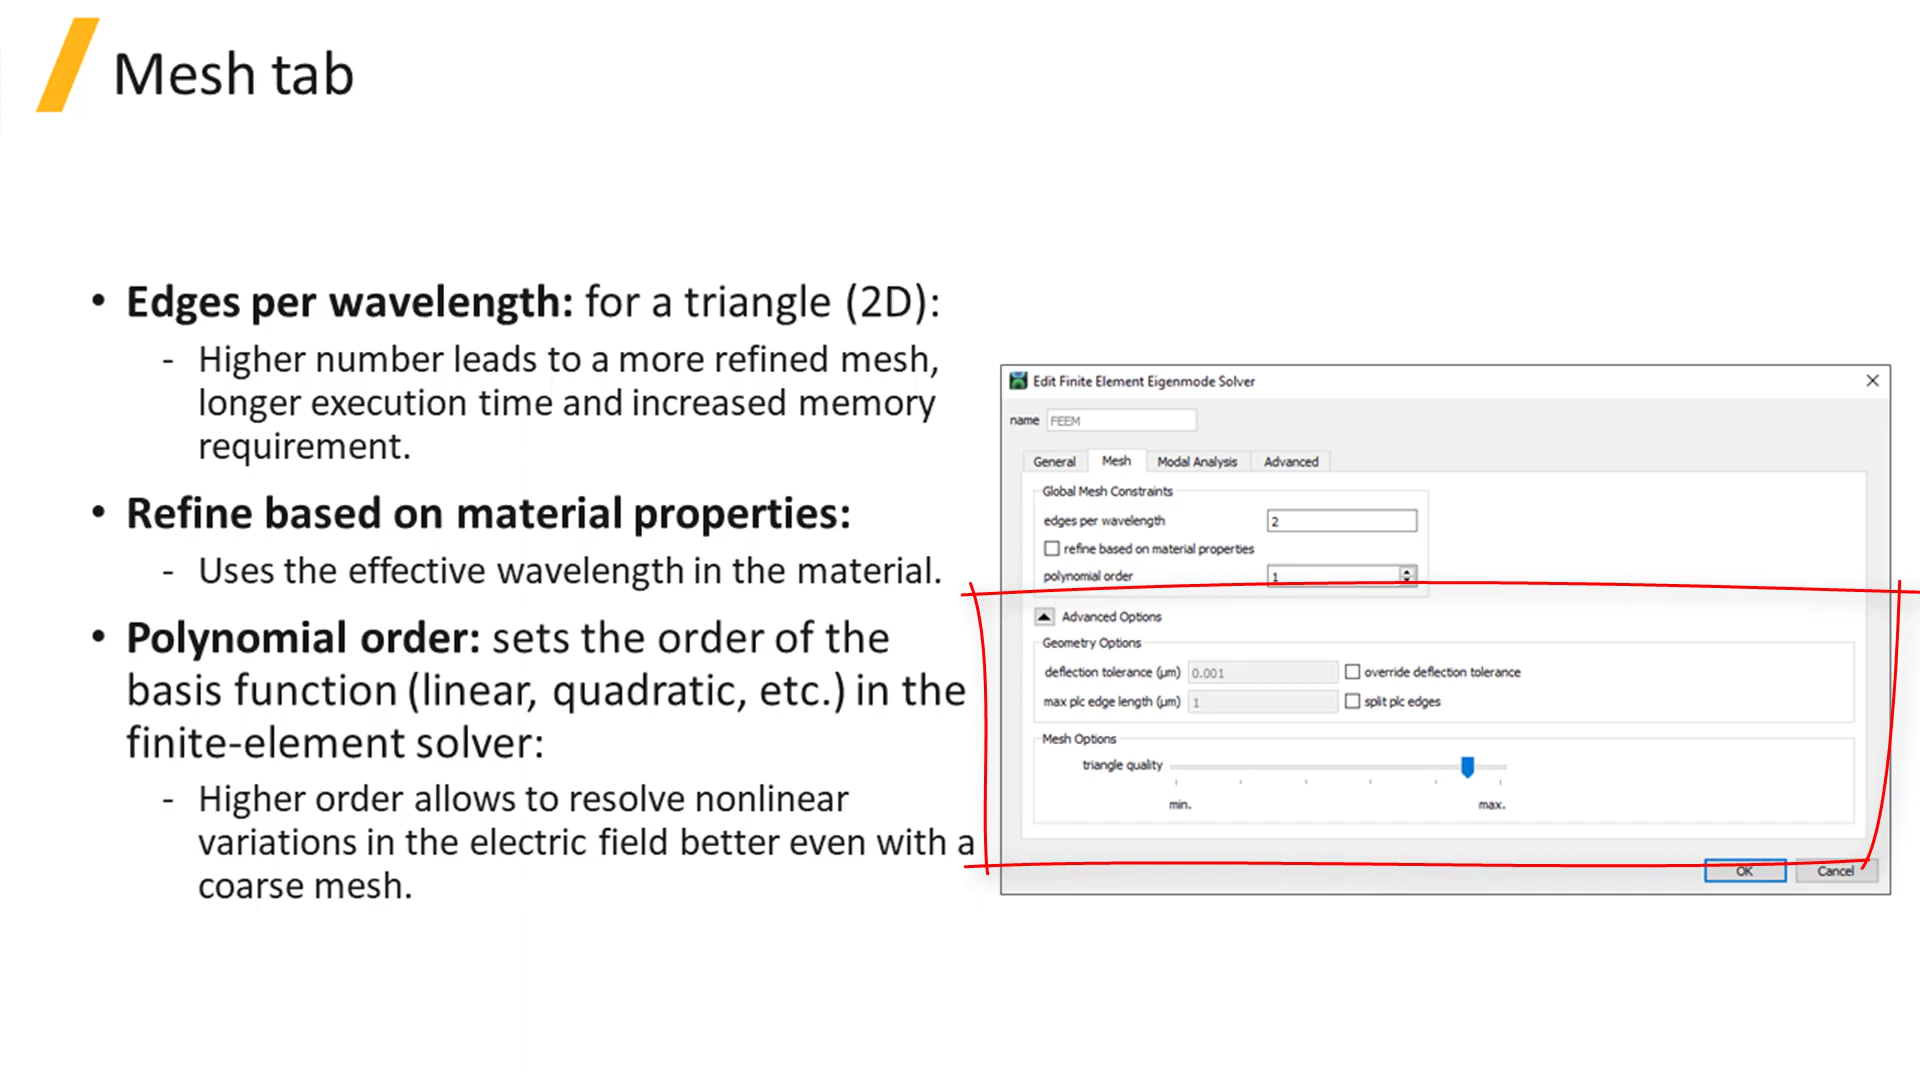 Mesh tab
• Edges per wavelength: for a triangle (2D):
- Higher number leads to a more refined mesh,
longer execution time and increased memory
requirement.
• Refine based on material properties:
- Uses the effective wavelength in the material.
• Polynomial order: sets the order of the
basis function (linear, quadratic, etc.) in the
finite-element solver:
- Higher order allows to resolve nonlinear
variations in the electric field better even with a
coarse mesh.
Edit Finite Element Eigenmode Solver
name FEEM
General Mesh Modal Analysis Advanced
Global Mesh Constraints
edges per wavelength 2
refine based on material properties
polynomial order 1
Advanced Options
Geometry Options
deflection tolerance (μm) 0.001 override deflection tolerance
max plc edge length (μm) 1 split plc edges
Mesh Options
triangle quality
min. max.
OK Cancel